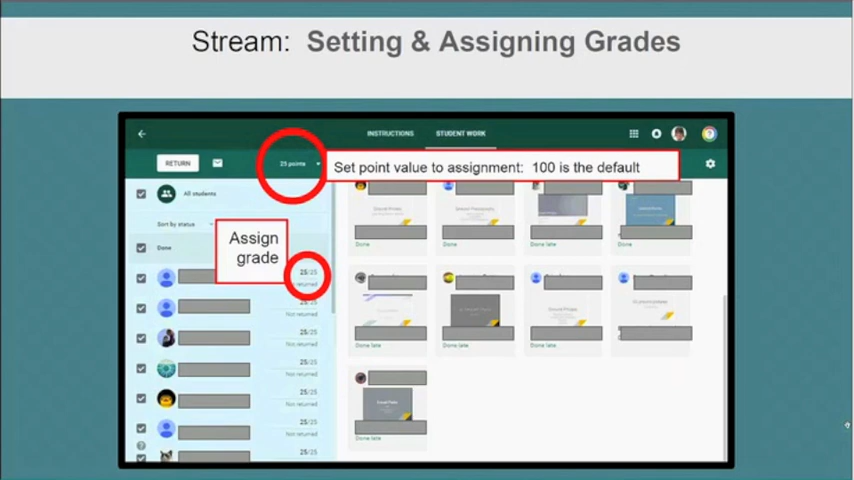 Stream: Setting & Assigning Grades
INSTRUCTIONS
STUDENT WORK
RETURN
25 points
Set point value to assignment: 100 is the default
All students
Sort by status
Assign
grade
Done
25/25
25/25
Not returned
25/25
Not returned
25/25
Not returned
25/25
Not returned
25/25
Not returned
25/25
Done
Done
Done
Done
Done late
Done late
Done late
Done late
Done late